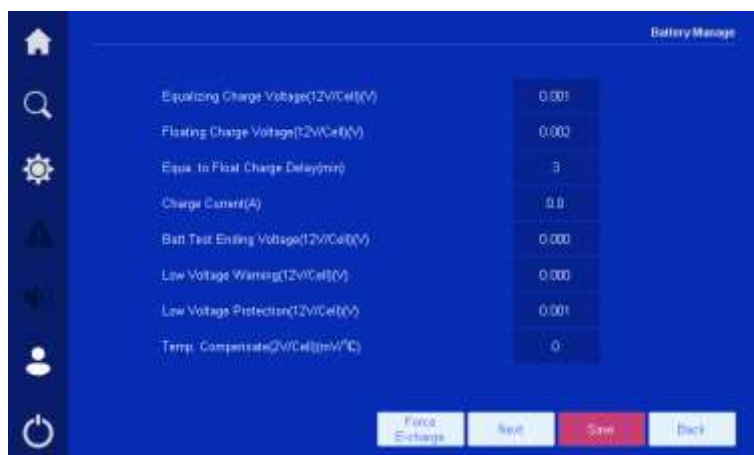 Battery Manage
Equalizing Charge Voltage(12V/Cell)(V) 0.001
Floating Charge Voltage(12V/Cell)(V) 0.002
Equa. to Float Charge Delay(min) 3
Charge Current(A) 0.0
Batt Test Ending Voltage(12V/Cell)(V) 0.000
Low Voltage Warning(12V/Cell)(V) 0.000
Low Voltage Protection(12V/Cell)(V) 0.001
Temp. Compensate(2V/Cell)(mV/℃) 0
Force
E-charge Next Save Back